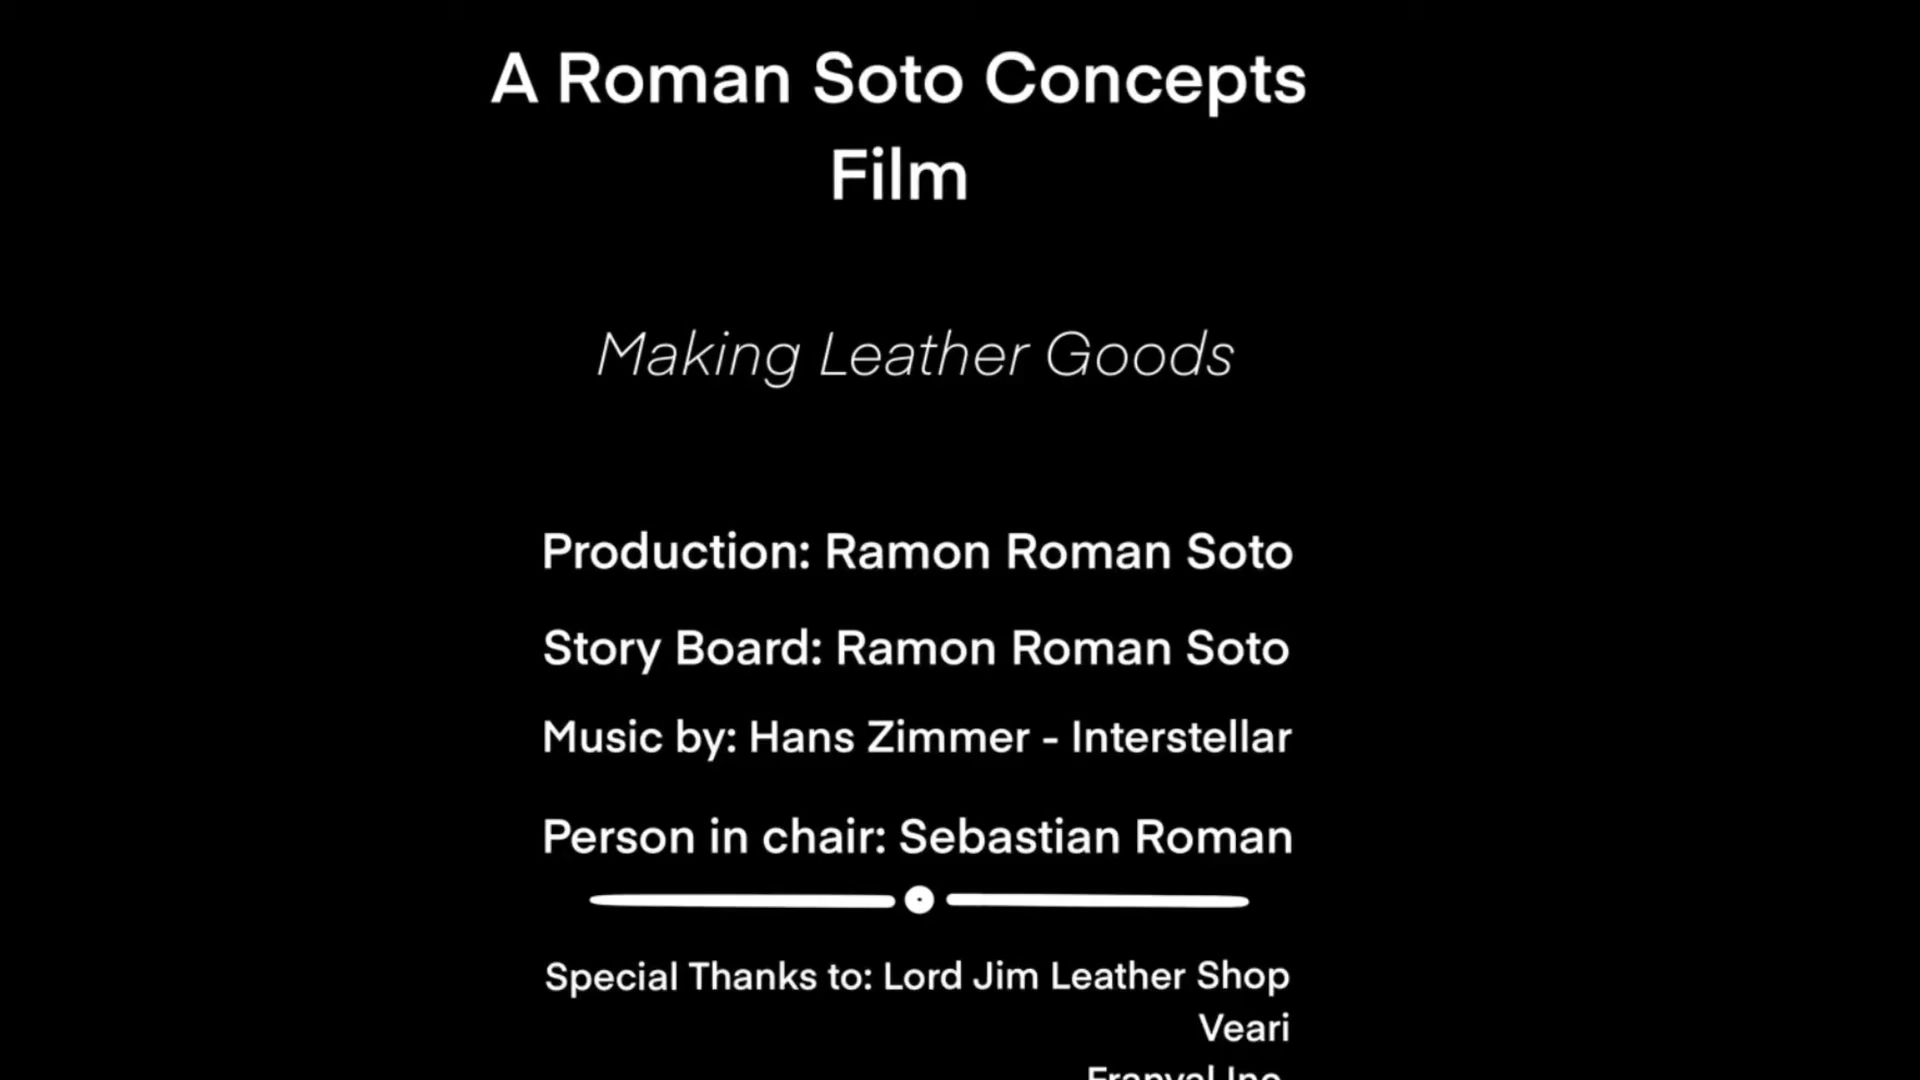 A Roman Soto Concepts
Film
Making Leather Goods
Production: Ramon Roman Soto
Story Board: Ramon Roman Soto
Music by: Hans Zimmer - Interstellar
Person in chair: Sebastian Roman
Special Thanks to: Lord Jim Leather Shop
Veari
Inc.